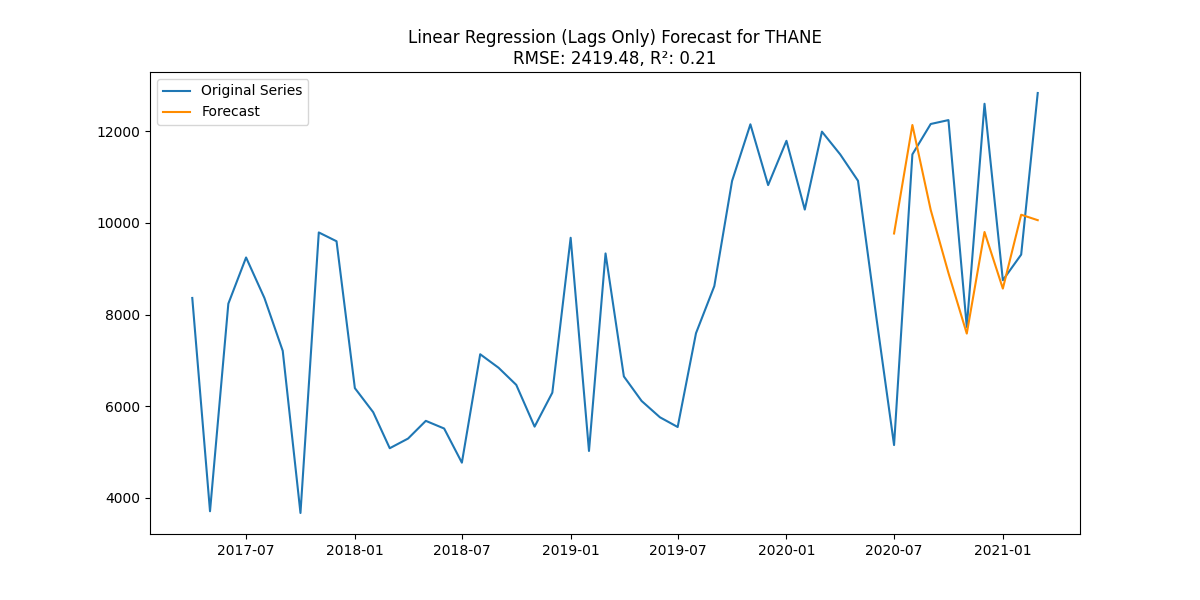 Linear Regression (Lags Only) Forecast for THANE
RMSE: 2419.48, R²: 0.21
Original Series
Forecast
12000
10000
8000
6000
4000
2017-07 2018-01 2018-07 2019-01 2019-07 2020-01 2020-07 2021-01